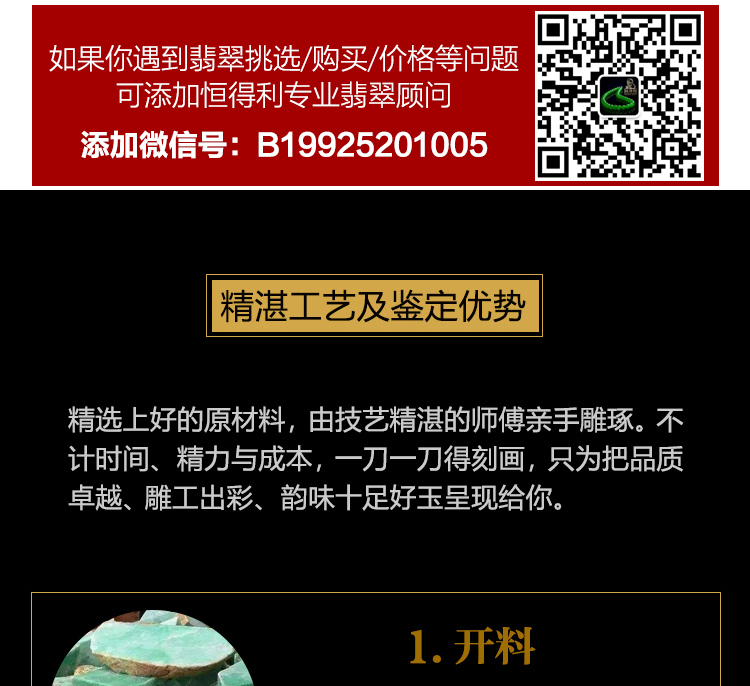 如果你遇到翡翠挑选/购买/价格等问题
可添加恒得利专业翡翠顾问
添加微信号：B19925201005
精湛工艺及鉴定优势
精选上好的原材料，由技艺精湛的师傅亲手雕琢。不
计时间、精力与成本，一刀一刀得刻画，只为把品质
卓越、雕工出彩、韵味十足好玉呈现给你。
1. 开料